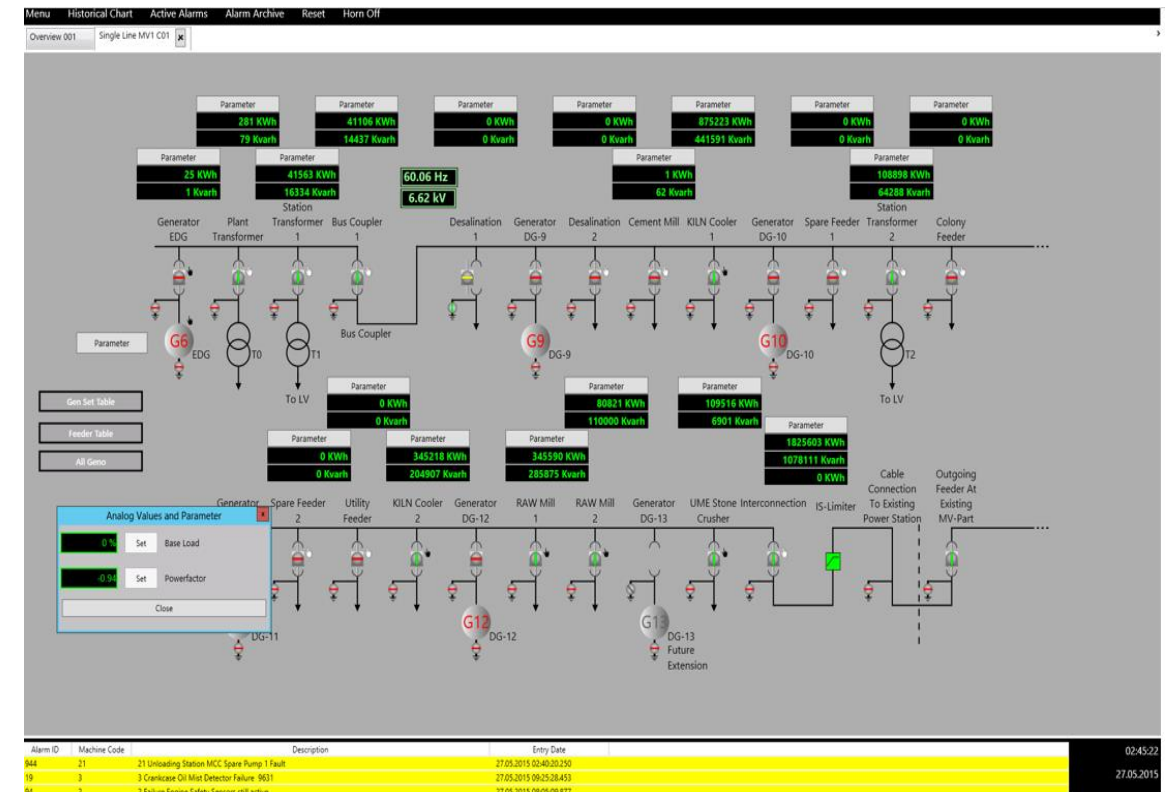 Menu Historical Chart Active Alarms Alarm Archive Reset Horn Off
Overview 001 Single Line MV1 C01 x
Parameter Parameter Parameter Parameter Parameter Parameter Parameter
281 KWh 41106 KWh 0 KWh 0 KWh 875223 KWh 0 KWh 0 KWh
79 Kvarh 14437 Kvarh 0 Kvarh 0 Kvarh 441591 Kvarh 0 Kvarh 0 Kvarh
Parameter Parameter Parameter Parameter
25 KWh 41563 KWh 60.06 Hz 1 KWh 108898 KWh
1 Kvarh 16334 Kvarh 6.62 kV 62 Kvarh 64288 Kvarh
Station Station
Generator Plant Transformer Bus Coupler Desalination Generator Desalination Cement Mill KILN Cooler Generator Spare Feeder Transformer Colony
EDG Transformer 1 1 1 DG-9 2 1 DG-10 1 2 Feeder
Bus Coupler
Parameter G6 G9 G10
EDG T0 T1 DG-9 DG-10 T2
Parameter Parameter Parameter
Gen Set Table To LV 0 KWh 80821 KWh 109516 KWh To LV
0 Kvarh 110000 Kvarh 6901 Kvarh Parameter
Feeder Table Parameter Parameter Parameter 1825603 KWh
0 KWh 345218 KWh 345590 KWh 1078111 Kvarh
All Geno 0 Kvarh 204907 Kvarh 285875 Kvarh 0 KWh
Cable Outgoing
Connection Feeder At
Generator Spare Feeder Utility KILN Cooler Generator RAW Mill RAW Mill Generator UME Stone Interconnection IS-Limiter To Existing Existing
2 Feeder 2 DG-12 1 2 DG-13 Crusher Power Station MV-Part
Analog Values and Parameter x
0 % Set Base Load
-0.94 Set Powerfactor
Close
G12 G13
DG-11 DG-12 DG-13
Future
Extension
Alarm ID Machine Code Description Entry Date
944 21 21 Unloading Station MCC Spare Pump 1 Fault 27.05.2015 02:40:20.250 02:45:22
19 3 3 Crankcase Oil Mist Detector Failure 9631 27.05.2015 09:25:28.453 27.05.2015